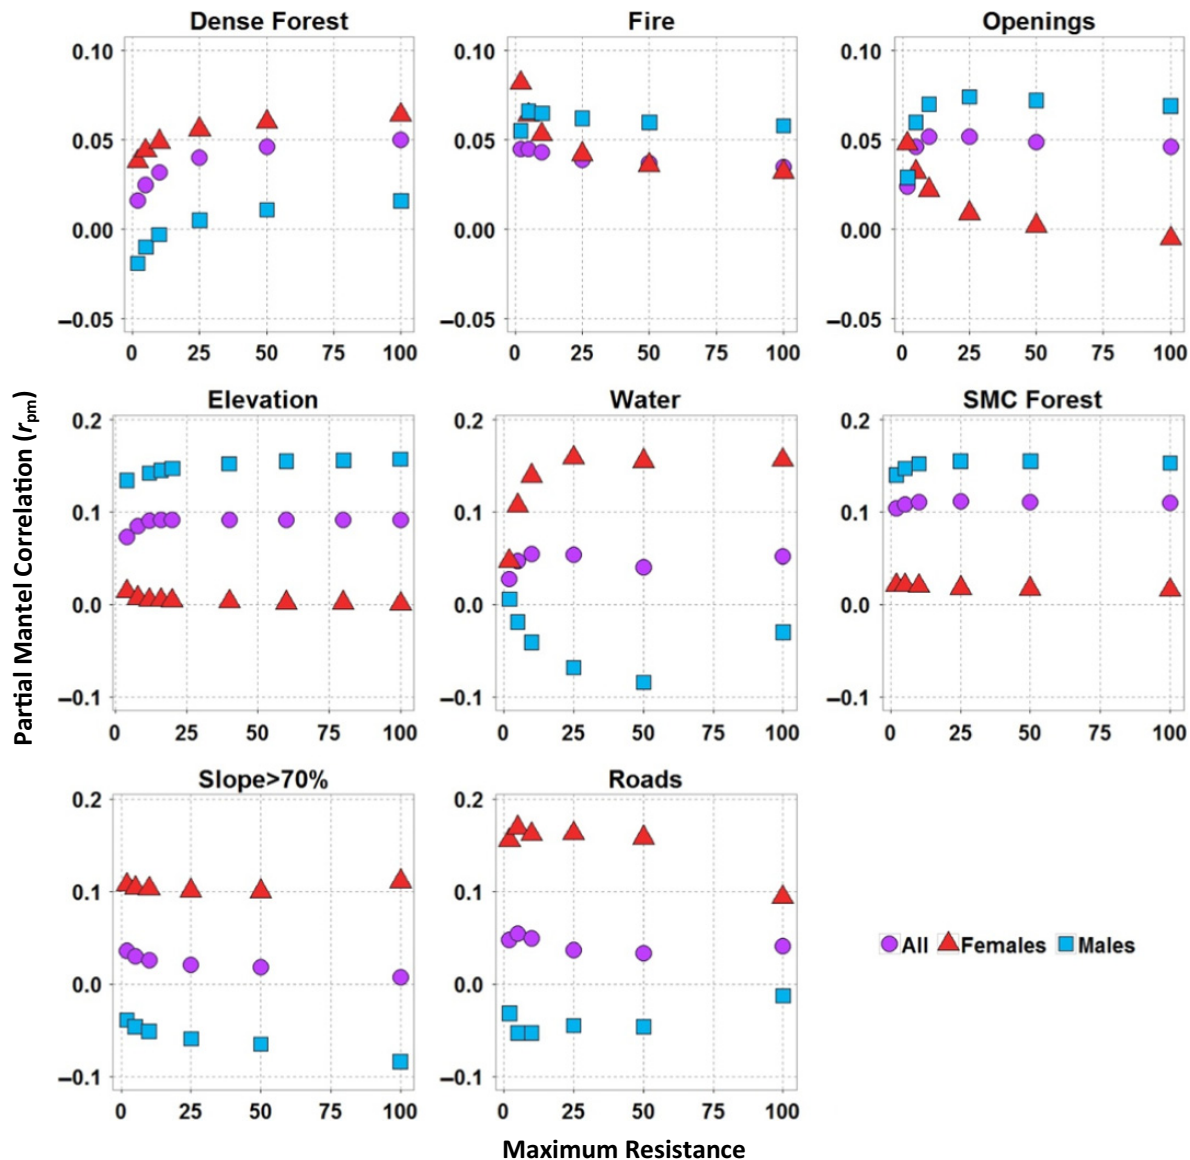 Dense Forest
Fire
Openings
0.10
0.05
0.00
–0.05
0 25 50 75 100
0.10
0.05
0.00
–0.05
0 25 50 75 100
0.10
0.05
0.00
–0.05
0 25 50 75 100
Partial Mantel Correlation (rpm)
Elevation
Water
SMC Forest
0.2
0.1
0.0
–0.1
0 25 50 75 100
0.2
0.1
0.0
–0.1
0 25 50 75 100
0.2
0.1
0.0
–0.1
0 25 50 75 100
Slope>70%
Roads
0.2
0.1
0.0
–0.1
0 25 50 75 100
0.2
0.1
0.0
–0.1
0 25 50 75 100
All Females Males
Maximum Resistance